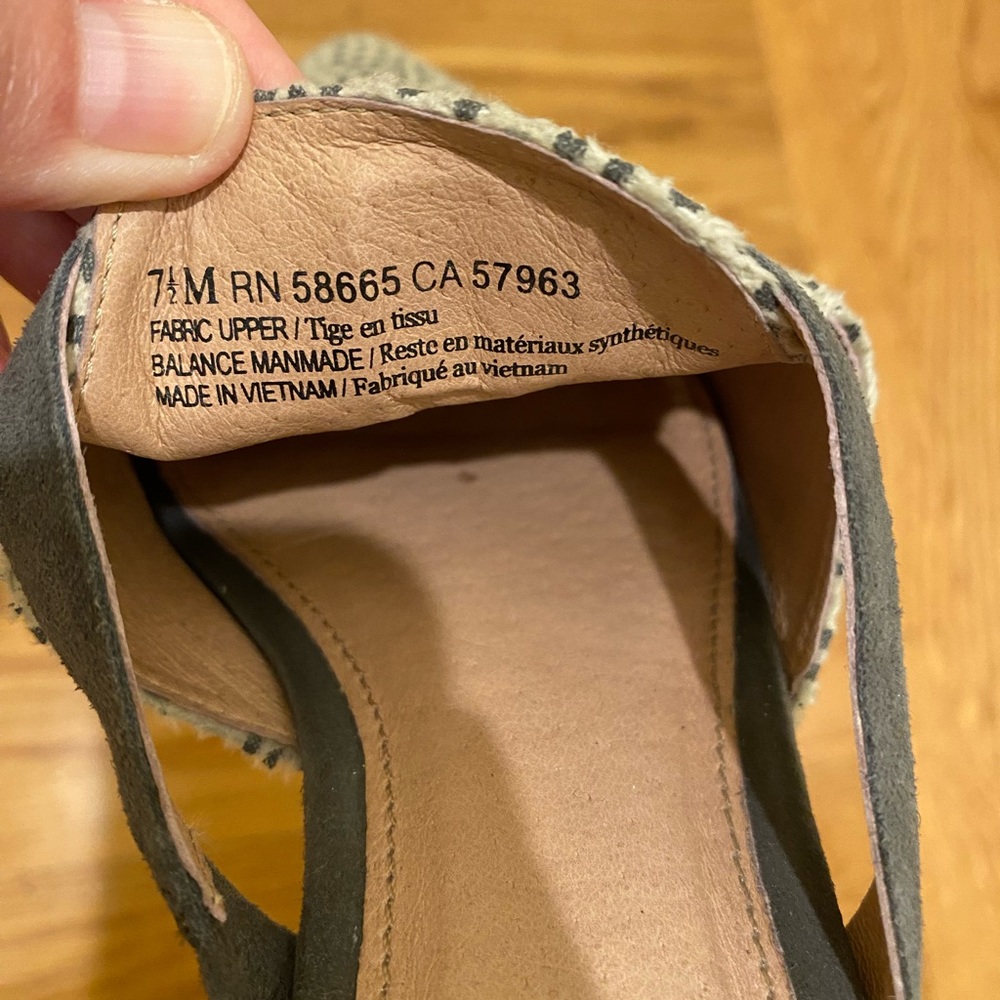 7½M RN 58665 CA 57963
FABRIC UPPER / Tige en tissu
BALANCE MANMADE / Reste en matériaux synthétiques
MADE IN VIETNAM / Fabriqué au vietnam